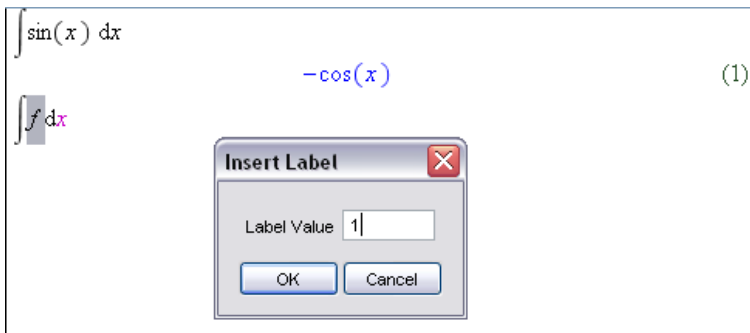 ∫sin(x) dx
−cos(x) (1)
∫f dx
Insert Label
Label Value 1
OK Cancel